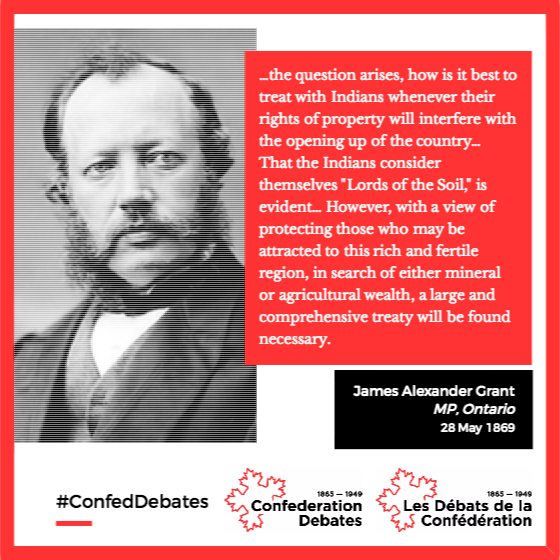 ...the question arises, how is it best to
treat with Indians whenever their
rights of property will interfere with
the opening up of the country...
That the Indians consider
themselves "Lords of the Soil," is
evident... However, with a view of
protecting those who may be
attracted to this rich and fertile
region, in search of either mineral
or agricultural wealth, a large and
comprehensive treaty will be found
necessary.
James Alexander Grant
MP, Ontario
28 May 1869
#ConfedDebates
1865 — 1949
Confederation
Debates
1865 — 1949
Les Débats de la
Confédération